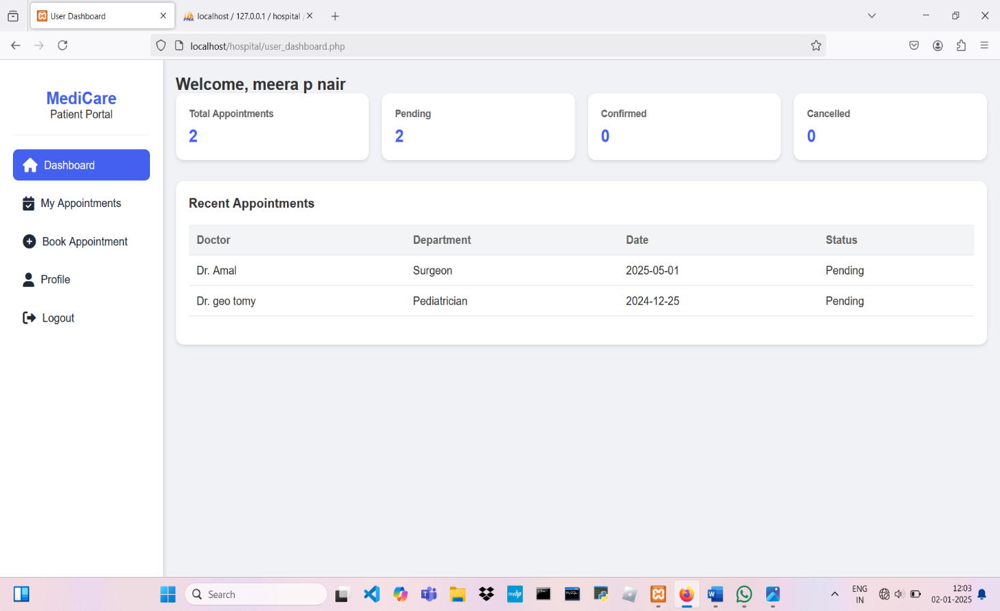 User Dashboard
localhost / 127.0.0.1 / hospital /
localhost/hospital/user_dashboard.php
MediCare
Patient Portal
Dashboard
My Appointments
Book Appointment
Profile
Logout
Welcome, meera p nair
Total Appointments
2
Pending
2
Confirmed
0
Cancelled
0
Recent Appointments
Doctor Department Date Status
Dr. Amal Surgeon 2025-05-01 Pending
Dr. geo tomy Pediatrician 2024-12-25 Pending
Search
ENG
IN
12:03
02-01-2025